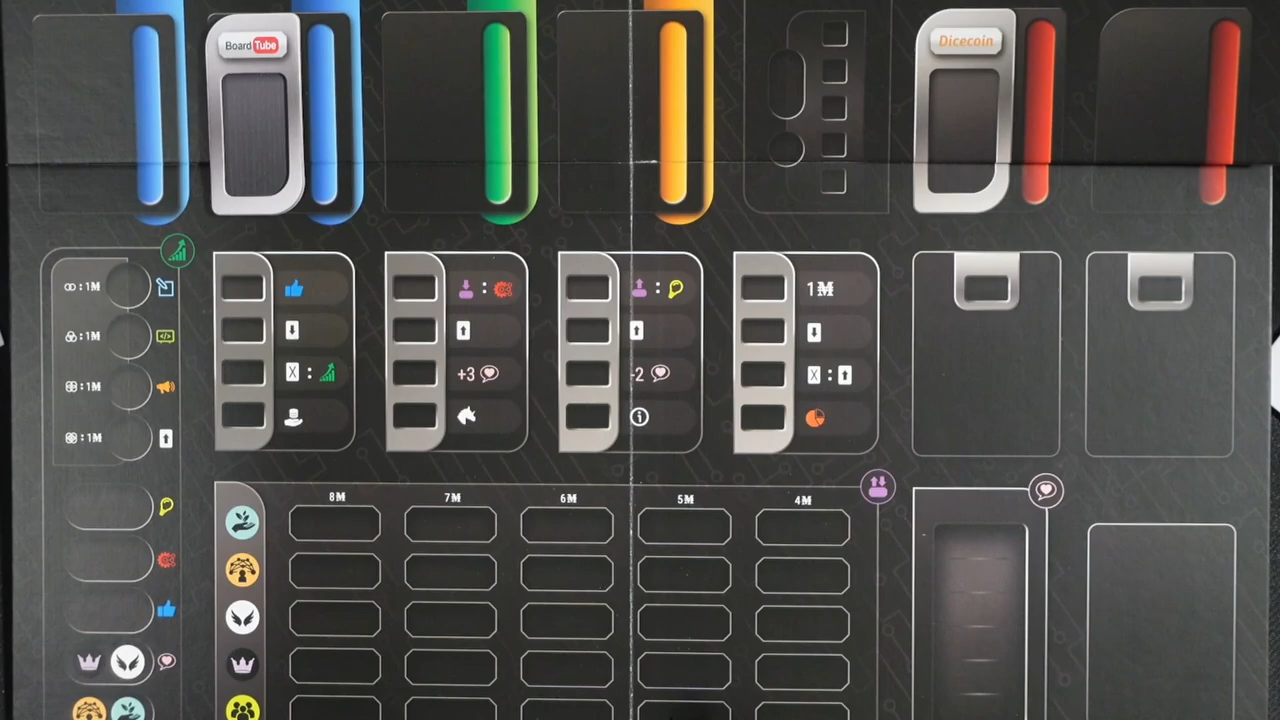 Board Tube
Dicecoin
:1M
:1M
:1M
:1M
:
X :
:
+3
:
-2
1M
X :
8M 7M 6M 5M 4M